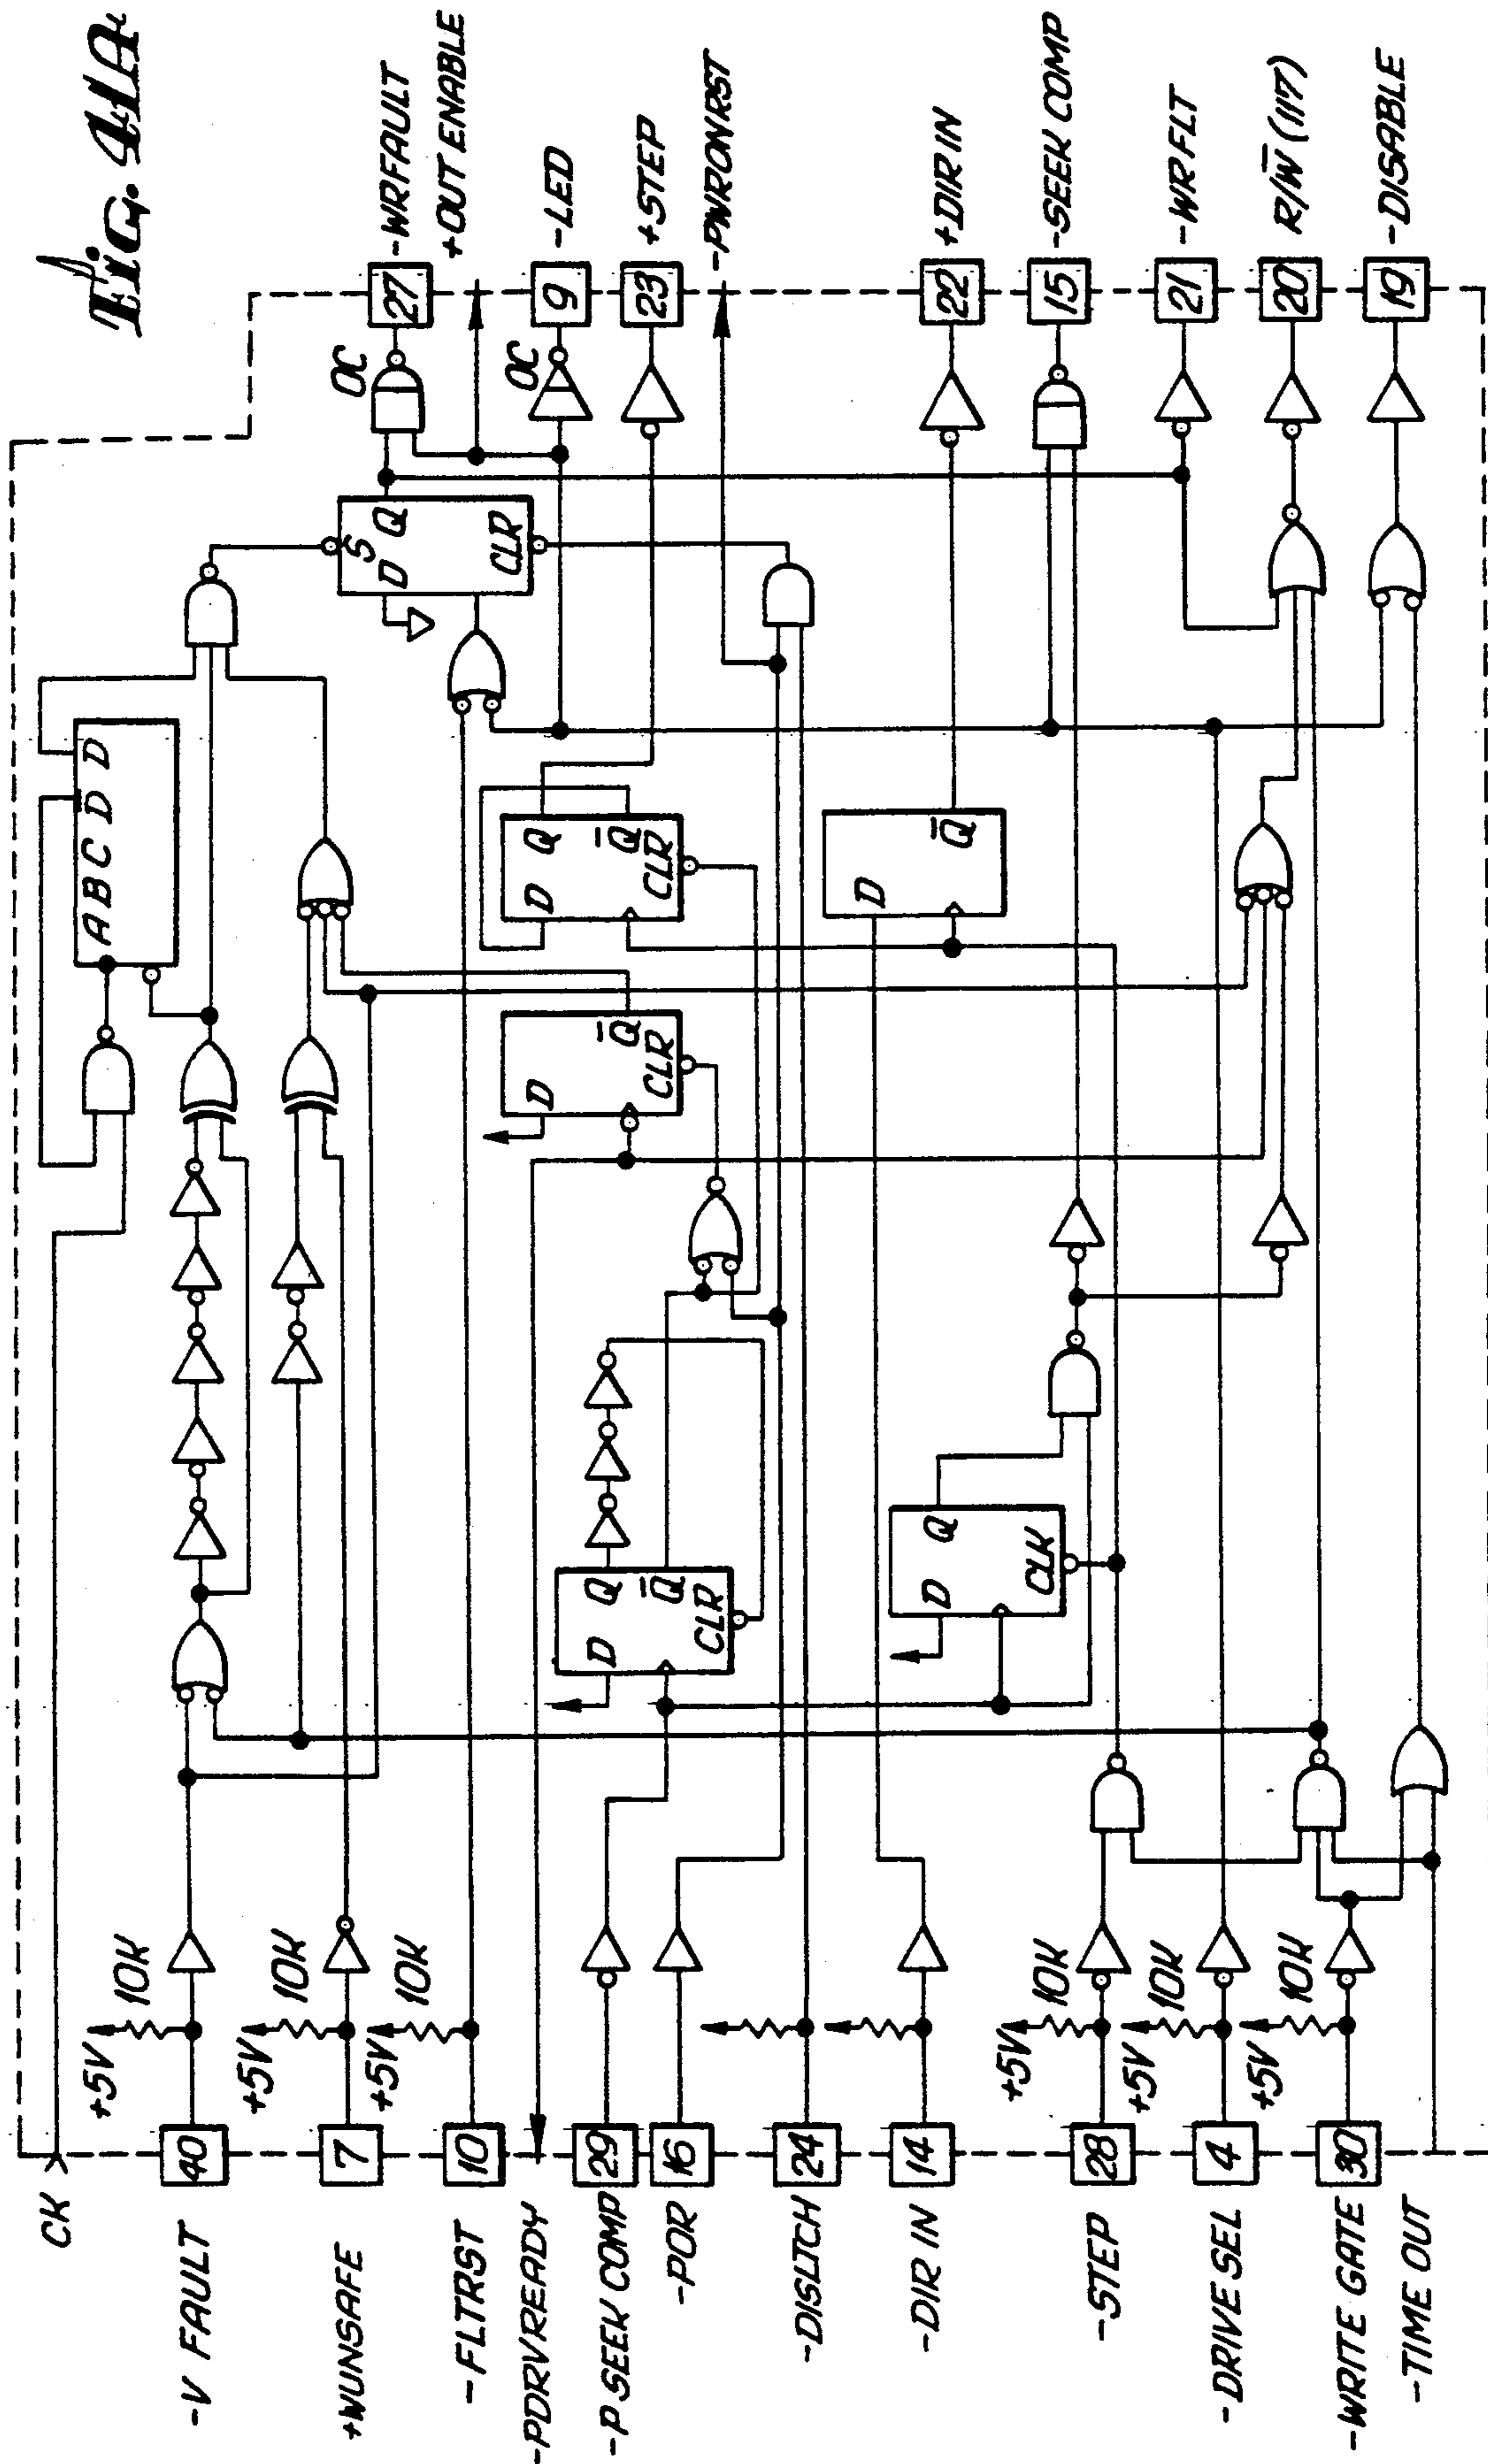 Fig. 41A
CK
-V FAULT
40
+5V
10K
+WUNSAFE
7
+5V
10K
-FLTRST
10
+5V
10K
-PDRVREADY
-P SEEK COMP
29
-POR
16
-DISLTCH
24
-DIR IN
14
-STEP
28
+5V
10K
-DRIVE SEL
4
+5V
10K
-WRITE GATE
30
+5V
10K
-TIME OUT
A B C D D
D Q
Q̅
CLR
D
Q̅
CLR
D Q
Q̅
CLR
S
D Q
CLR
D Q
CLK
D
Q̅
OC
27
-WRFAULT
+OUT ENABLE
OC
9
-LED
23
+STEP
-PWRONRST
22
+DIR IN
15
-SEEK COMP
21
-WRFLT
20
R/W̅ (117)
19
-DISABLE